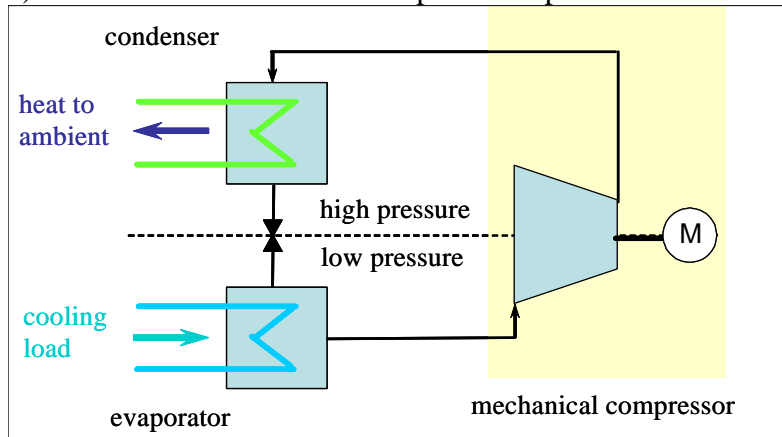 condenser
heat to
ambient
high pressure
M
low pressure
cooling
load
mechanical compressor
evaporator